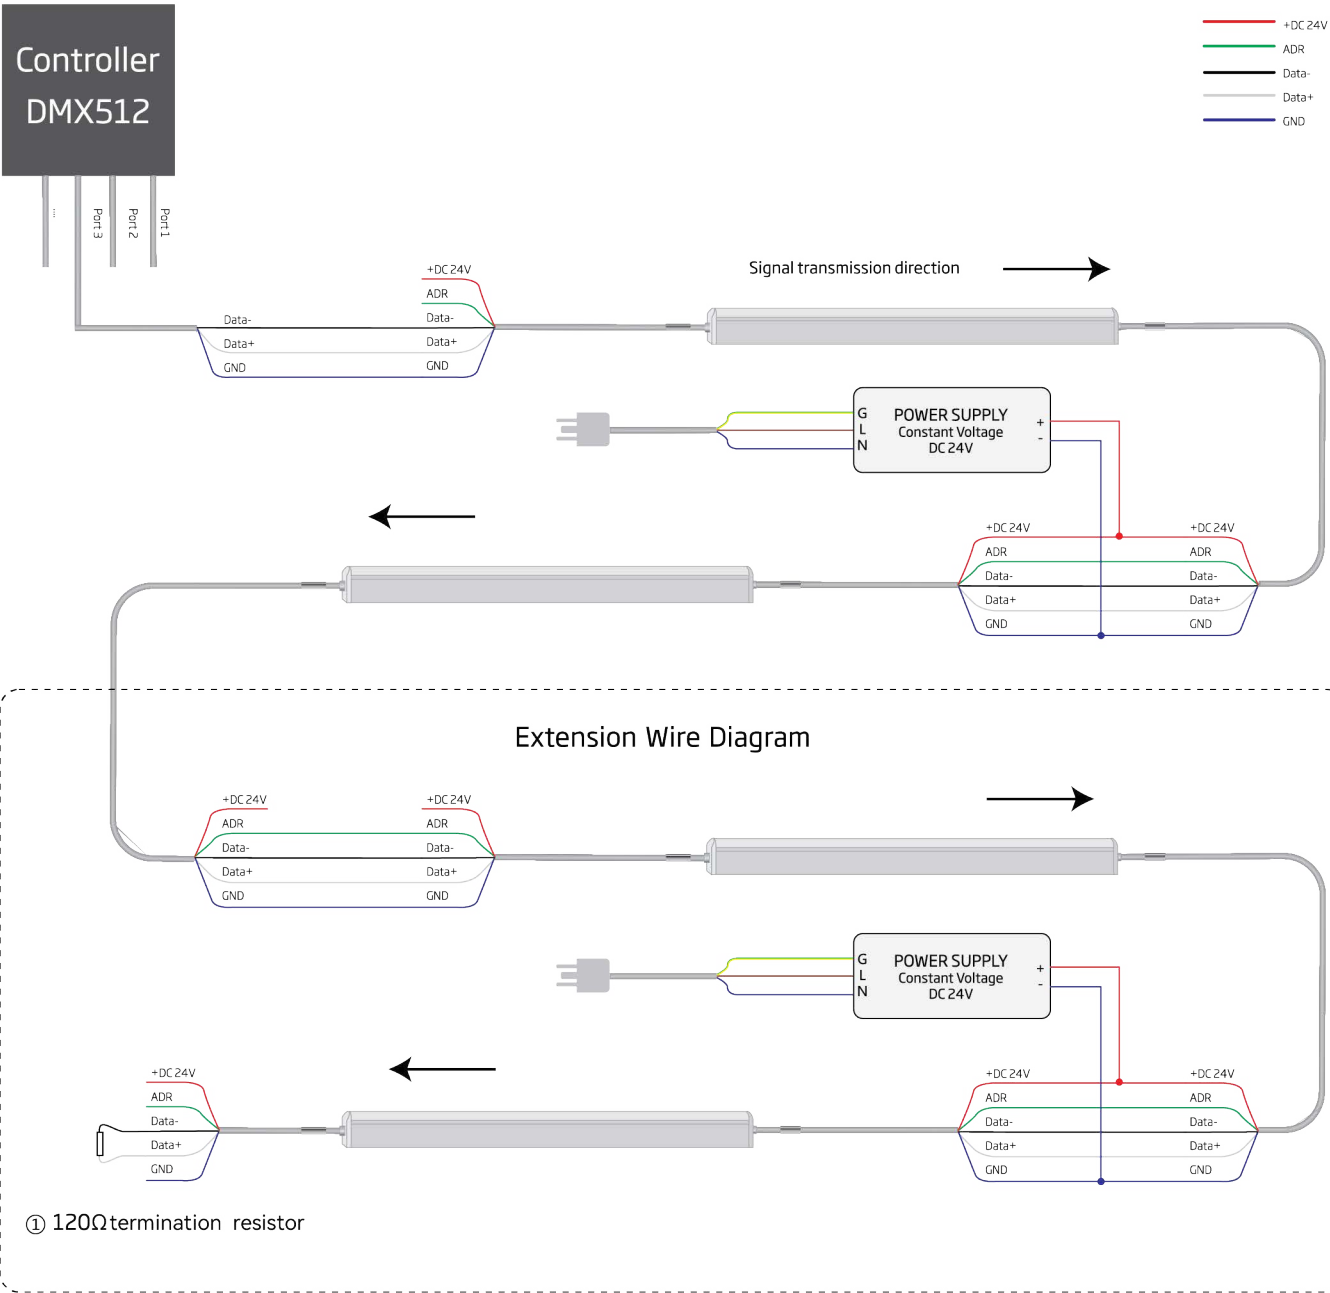 Controller
DMX512
+DC 24V
ADR
Data-
Data+
GND
....
Port 3
Port 2
Port 1
Signal transmission direction
Data-
Data+
GND
+DC 24V
ADR
Data-
Data+
GND
G
L
N
POWER SUPPLY
Constant Voltage
DC 24V
+
-
+DC 24V
ADR
Data-
Data+
GND
+DC 24V
ADR
Data-
Data+
GND
Extension Wire Diagram
+DC 24V
ADR
Data-
Data+
GND
+DC 24V
ADR
Data-
Data+
GND
G
L
N
POWER SUPPLY
Constant Voltage
DC 24V
+
-
+DC 24V
ADR
Data-
Data+
GND
+DC 24V
ADR
Data-
Data+
GND
+DC 24V
ADR
Data-
Data+
GND
① 120Ω termination resistor